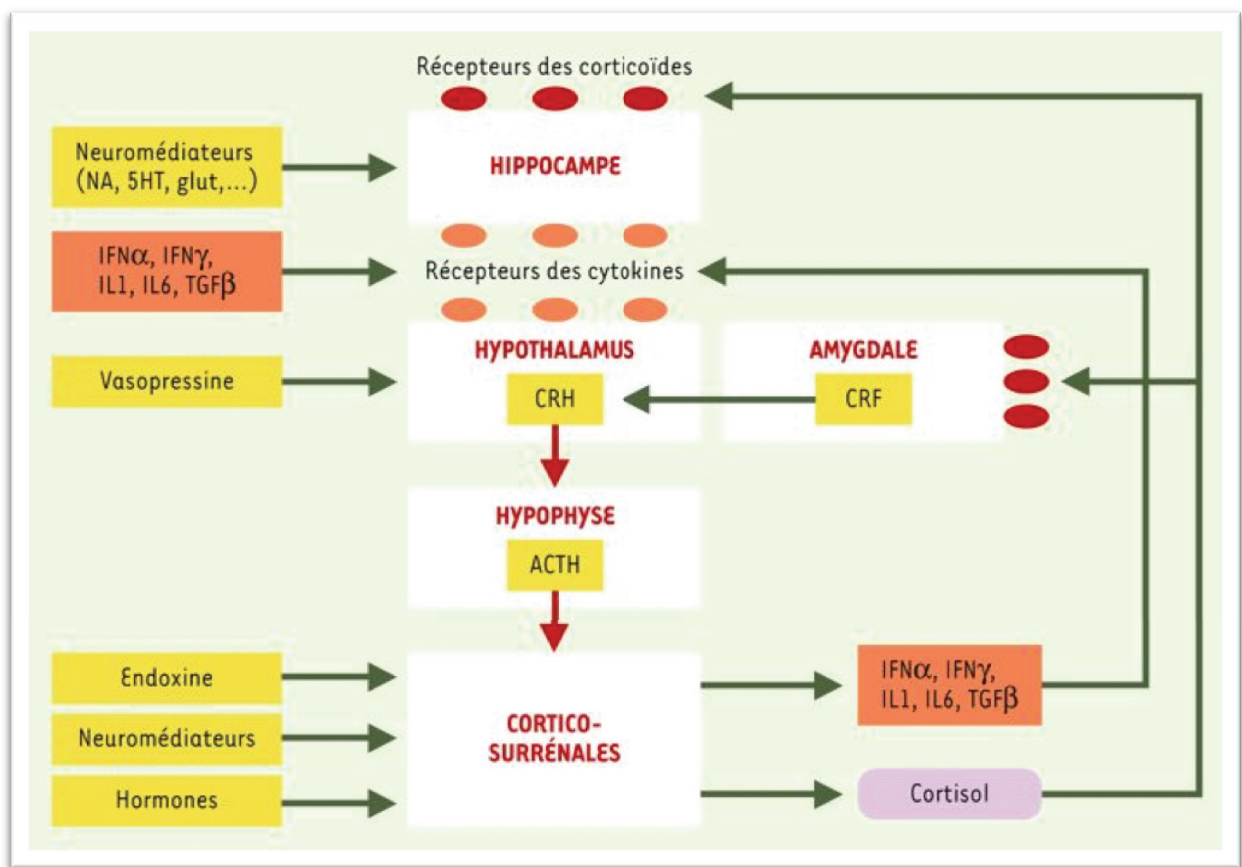 Récepteurs des corticoïdes
Neuromédiateurs
(NA, 5HT, glut,...)
HIPPOCAMPE
IFNα, IFNγ,
IL1, IL6, TGFβ
Récepteurs des cytokines
HYPOTHALAMUS
AMYGDALE
Vasopressine
CRH
CRF
HYPOPHYSE
ACTH
Endoxine
Neuromédiateurs
Hormones
CORTICO-
SURRÉNALES
IFNα, IFNγ,
IL1, IL6, TGFβ
Cortisol